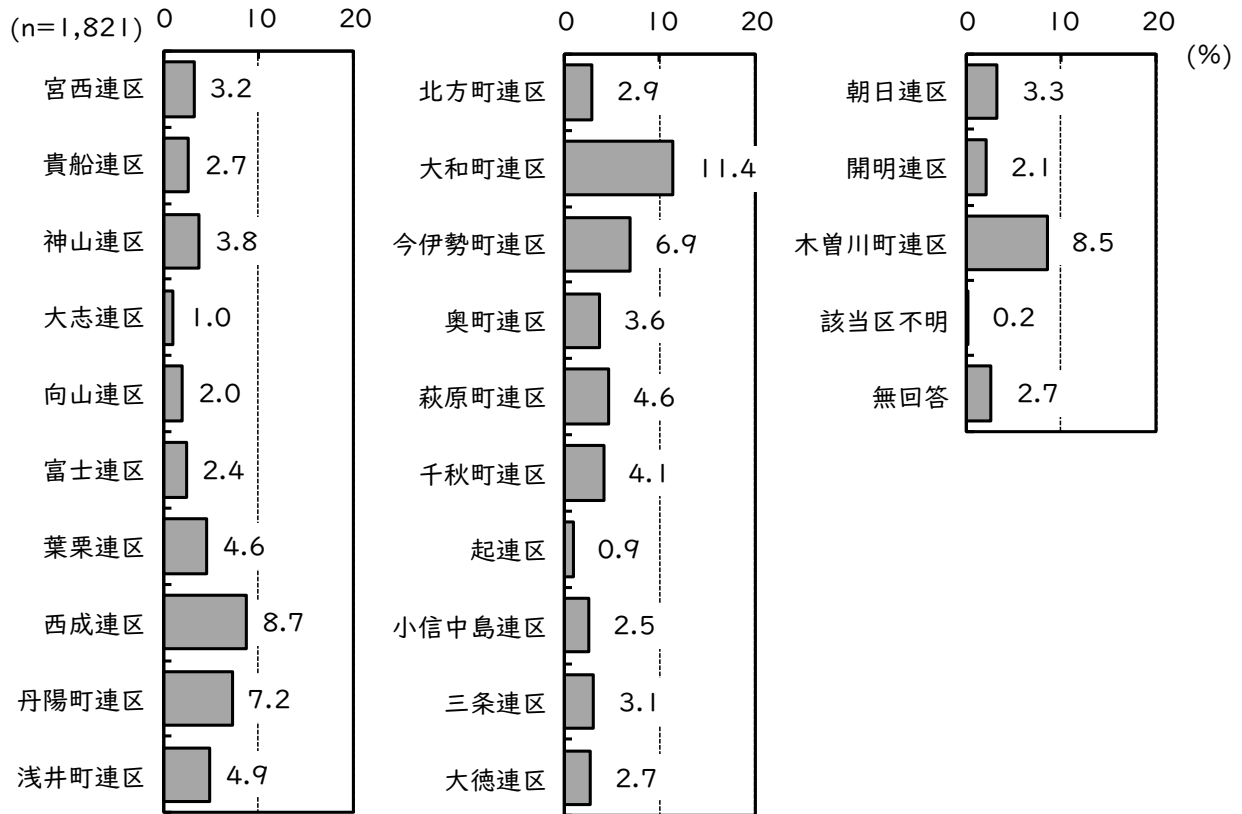 (n=1,821)
0 10 20
宮西連区 3.2
貴船連区 2.7
神山連区 3.8
大志連区 1.0
向山連区 2.0
富士連区 2.4
葉栗連区 4.6
西成連区 8.7
丹陽町連区 7.2
浅井町連区 4.9
0 10 20
北方町連区 2.9
大和町連区 11.4
今伊勢町連区 6.9
奥町連区 3.6
萩原町連区 4.6
千秋町連区 4.1
起連区 0.9
小信中島連区 2.5
三条連区 3.1
大徳連区 2.7
0 10 20
(%)
朝日連区 3.3
開明連区 2.1
木曽川町連区 8.5
該当区不明 0.2
無回答 2.7